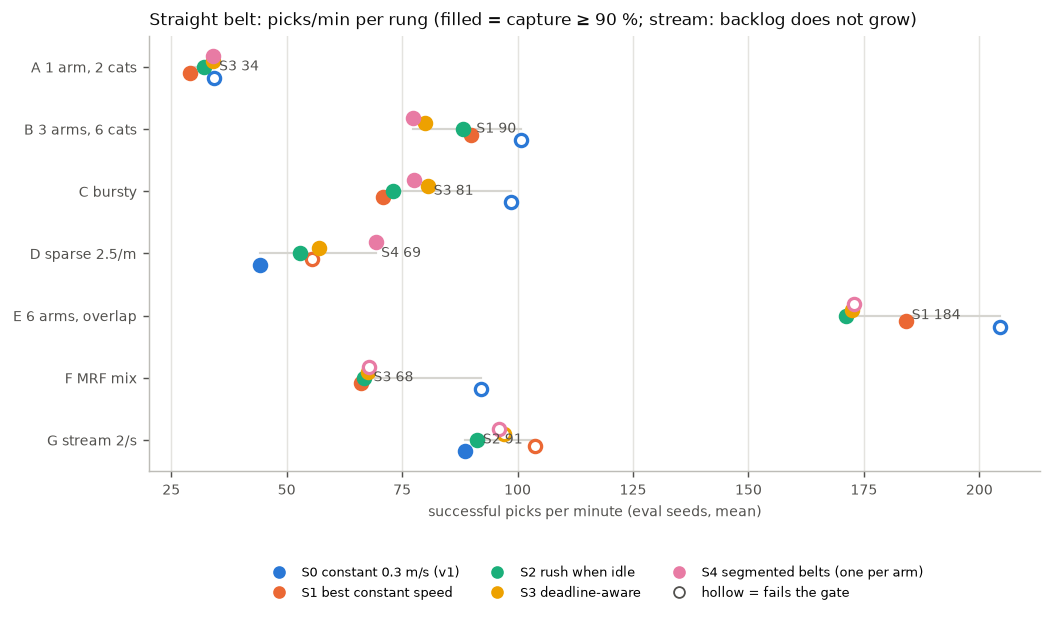 Straight belt: picks/min per rung (filled = capture ≥ 90 %; stream: backlog does not grow)
A 1 arm, 2 cats
S3 34
B 3 arms, 6 cats
S1 90
C bursty
S3 81
D sparse 2.5/m
S4 69
E 6 arms, overlap
S1 184
F MRF mix
S3 68
G stream 2/s
S2 91
25 50 75 100 125 150 175 200
successful picks per minute (eval seeds, mean)
S0 constant 0.3 m/s (v1)
S1 best constant speed
S2 rush when idle
S3 deadline-aware
S4 segmented belts (one per arm)
hollow = fails the gate